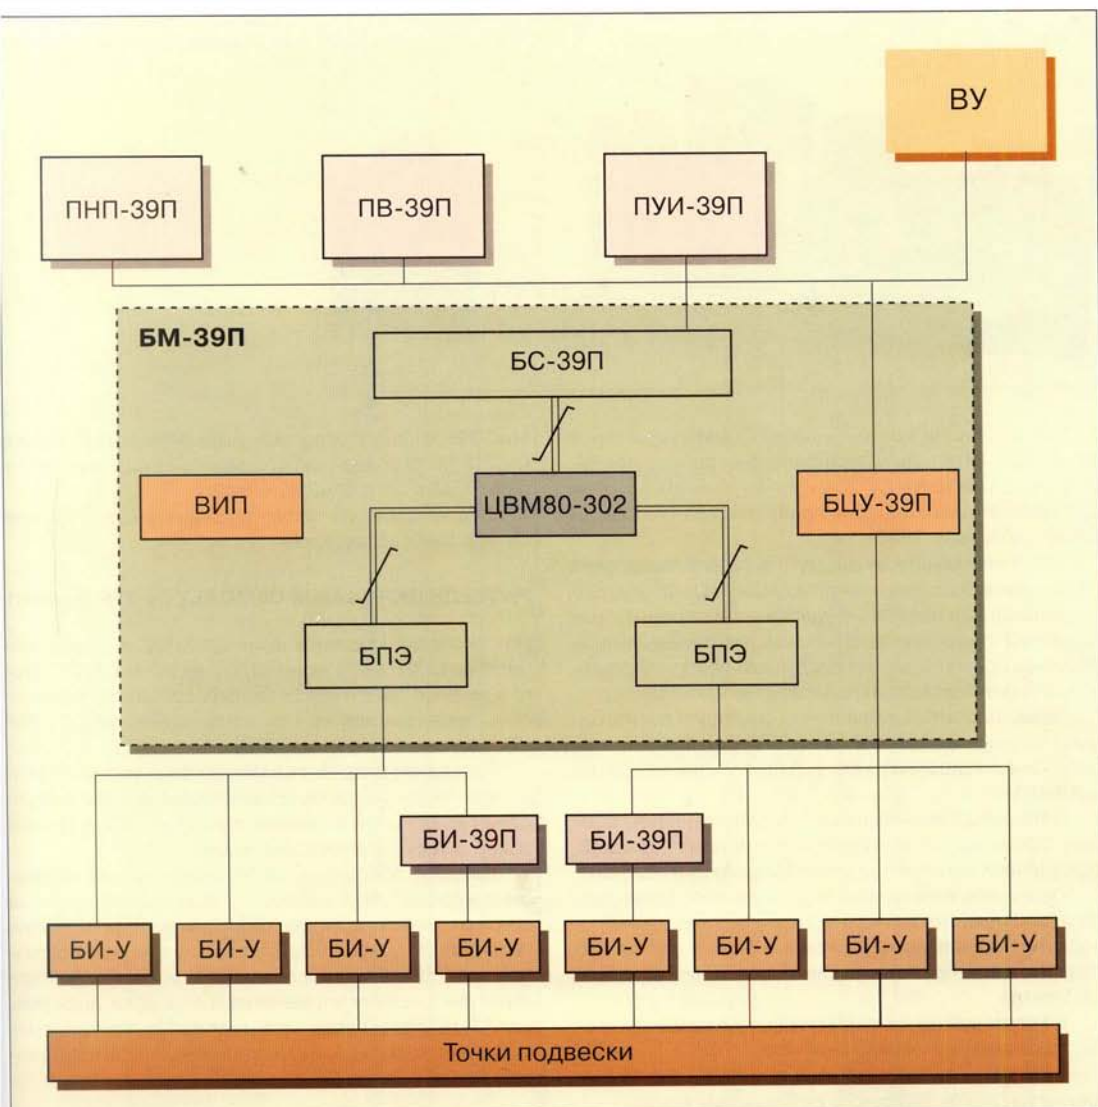 ВУ
ПНП-39П
ПВ-39П
ПУИ-39П
БМ-39П
БС-39П
ВИП
ЦВМ80-302
БЦУ-39П
БПЭ
БПЭ
БИ-39П
БИ-39П
БИ-У
БИ-У
БИ-У
БИ-У
БИ-У
БИ-У
БИ-У
БИ-У
Точки подвески